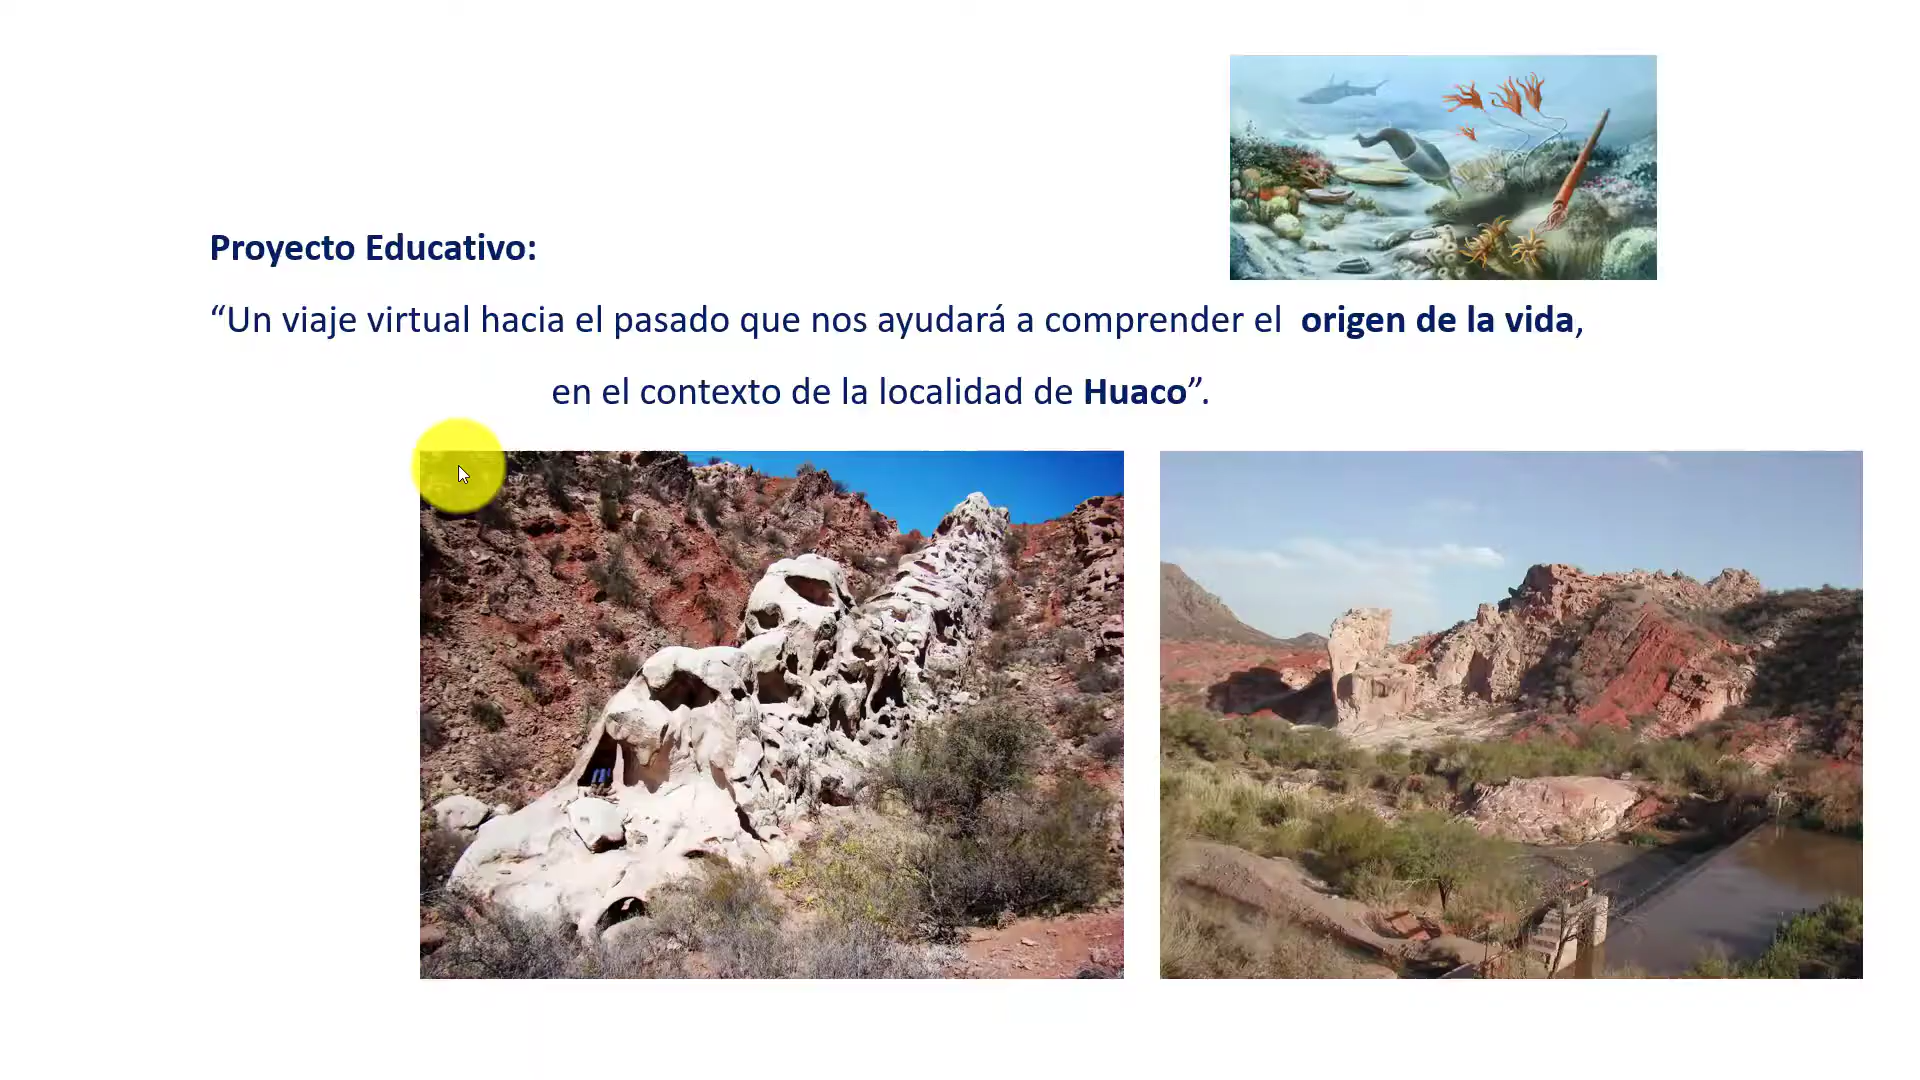 Proyecto Educativo:
“Un viaje virtual hacia el pasado que nos ayudará a comprender el origen de la vida,
en el contexto de la localidad de Huaco”.